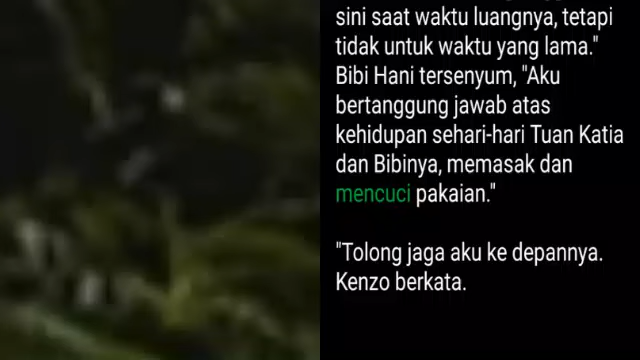 sini saat waktu luangnya, tetapi
tidak untuk waktu yang lama."
Bibi Hani tersenyum, "Aku
bertanggung jawab atas
kehidupan sehari-hari Tuan Katia
dan Bibinya, memasak dan
mencuci pakaian."
"Tolong jaga aku ke depannya.
Kenzo berkata.